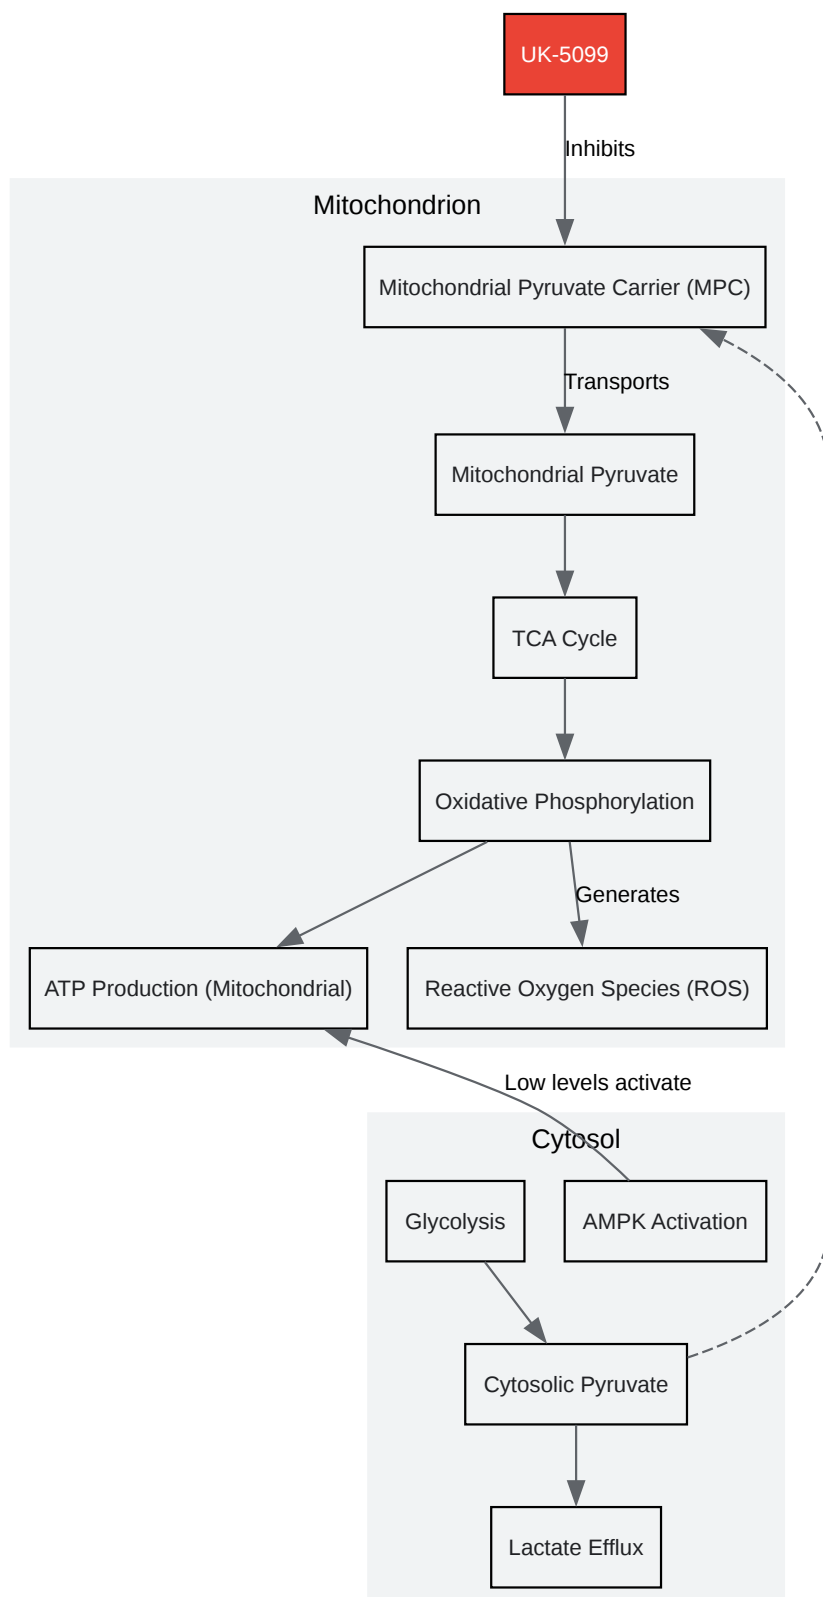 UK-5099
Inhibits
Mitochondrion
Mitochondrial Pyruvate Carrier (MPC)
Transports
Mitochondrial Pyruvate
TCA Cycle
Oxidative Phosphorylation
Generates
ATP Production (Mitochondrial)
Reactive Oxygen Species (ROS)
Low levels activate
Cytosol
Glycolysis
AMPK Activation
Cytosolic Pyruvate
Lactate Efflux